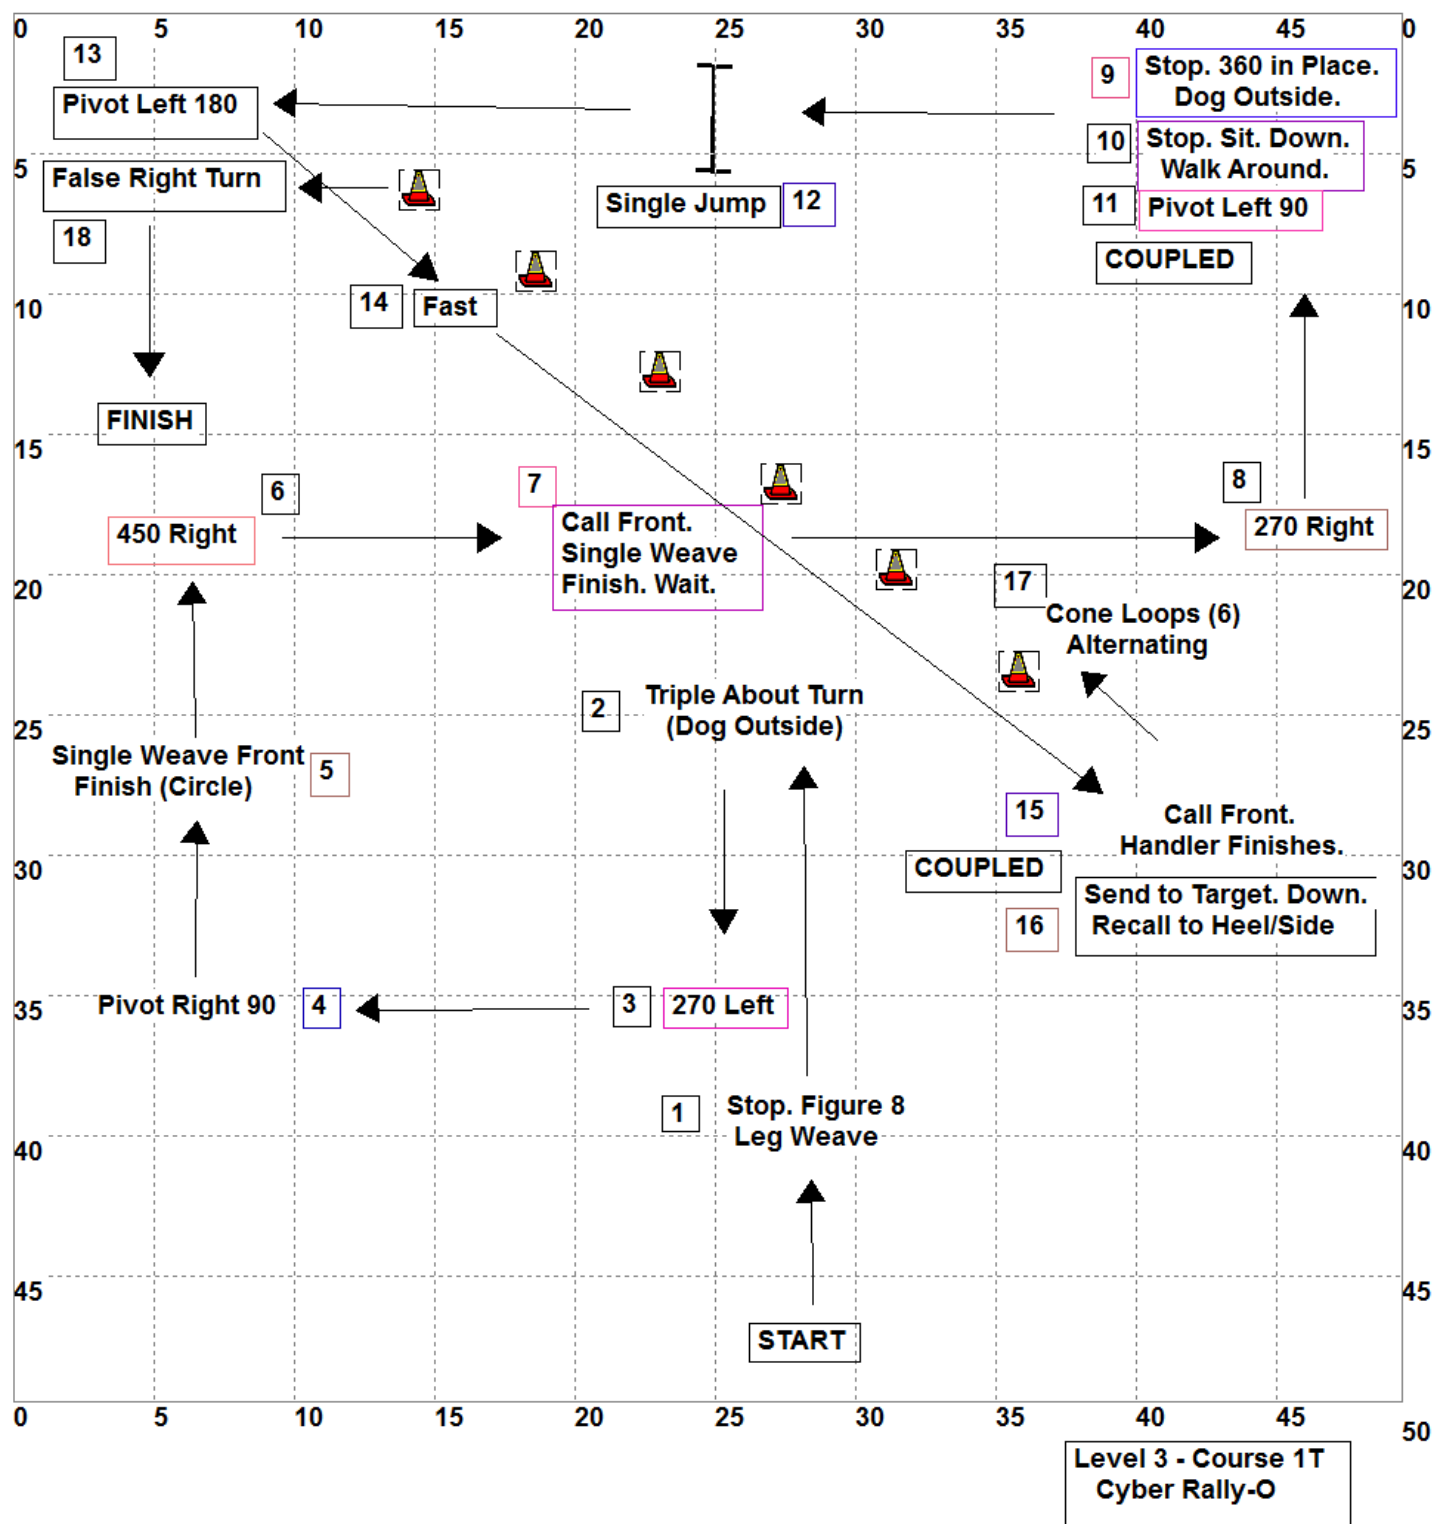 0 5 10 15 20 25 30 35 40 45 0
13
9
Stop. 360 in Place.
Dog Outside.
Pivot Left 180
10
Stop. Sit. Down.
Walk Around.
5
5
False Right Turn
Single Jump
12
11
Pivot Left 90
18
COUPLED
10
14
Fast
10
FINISH
15
15
6
7
8
450 Right
Call Front.
Single Weave
Finish. Wait.
270 Right
20
17
20
Cone Loops (6)
Alternating
25
2
Triple About Turn
(Dog Outside)
25
Single Weave Front
Finish (Circle)
5
15
Call Front.
Handler Finishes.
30
COUPLED
30
16
Send to Target. Down.
Recall to Heel/Side
35
Pivot Right 90
4
3
270 Left
35
1
Stop. Figure 8
Leg Weave
40
40
45
45
START
0 5 10 15 20 25 30 35 40 45 50
Level 3 - Course 1T
Cyber Rally-O